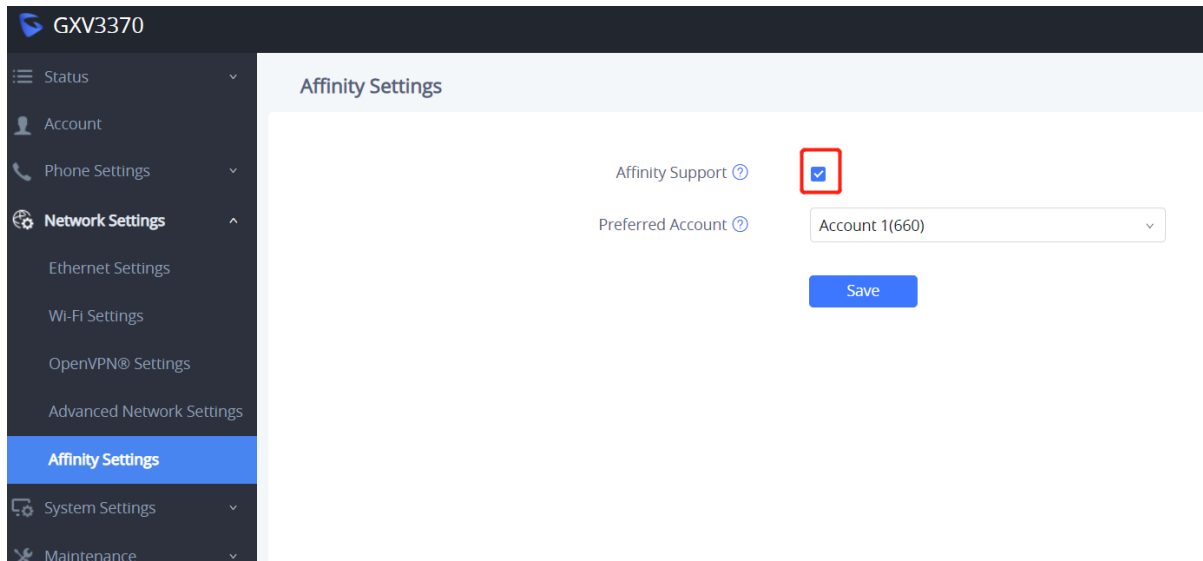 GXV3370
Status
Account
Phone Settings
Network Settings
Ethernet Settings
Wi-Fi Settings
OpenVPN® Settings
Advanced Network Settings
Affinity Settings
System Settings
Maintenance
Affinity Settings
Affinity Support ?
Preferred Account ? Account 1(660)
Save